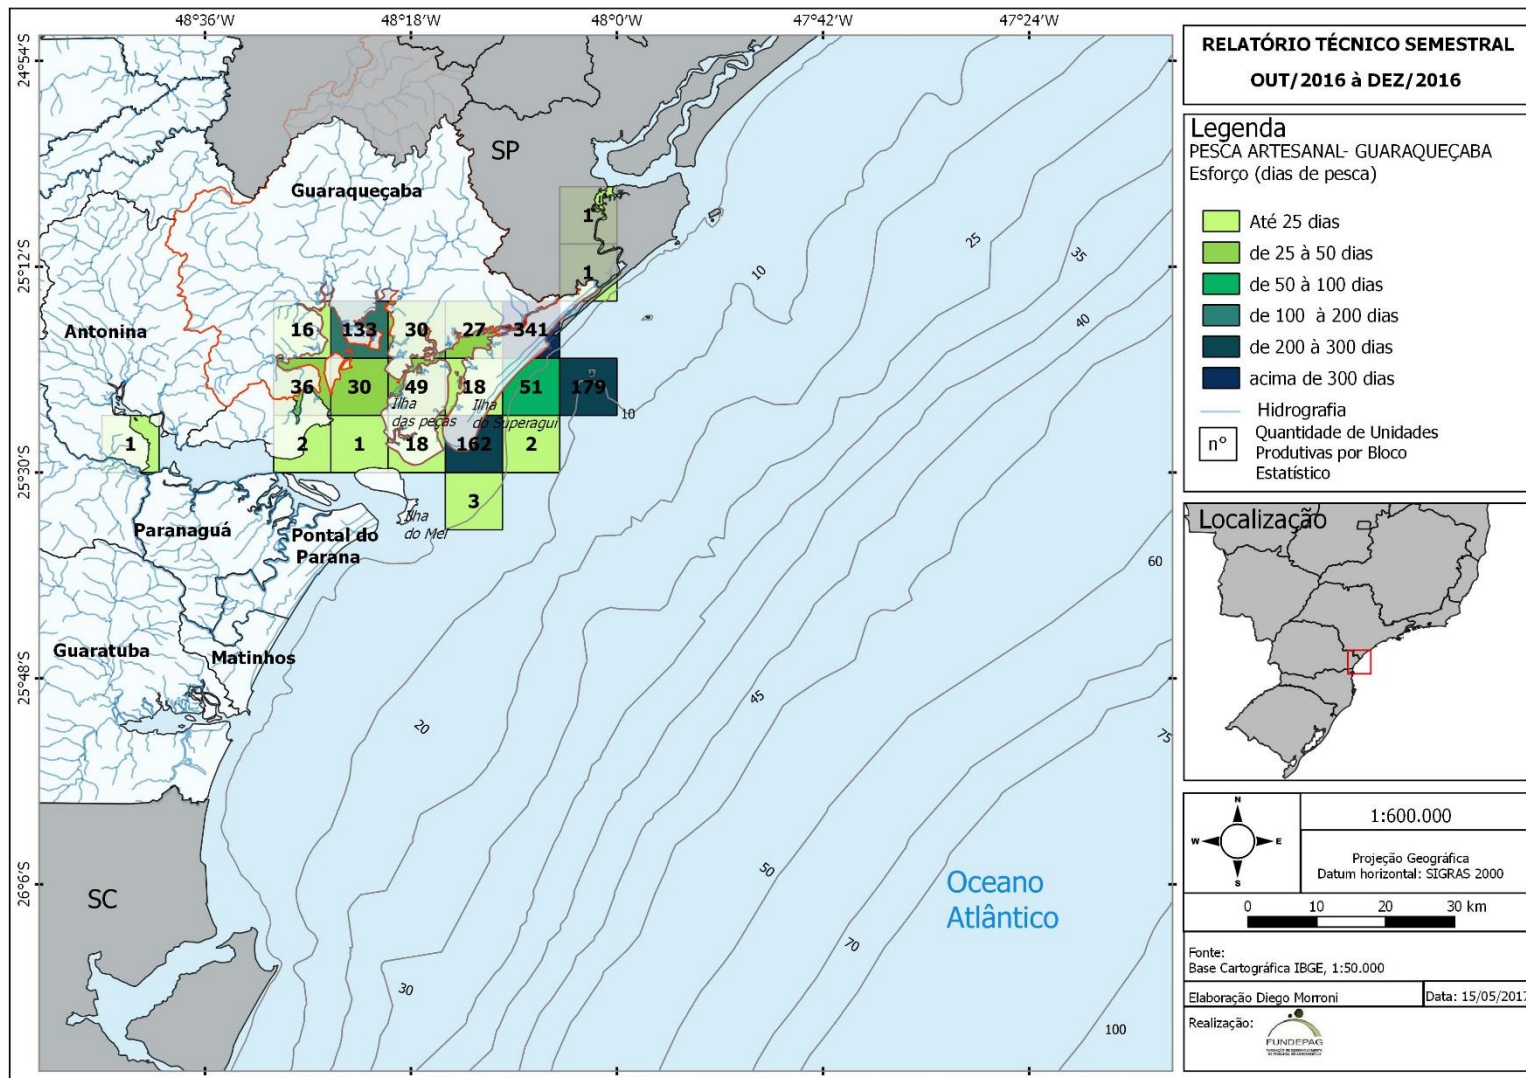 48°36'W
48°18'W
48°0'W
47°42'W
47°24'W
24°54'S
25°12'S
25°30'S
25°48'S
26°6'S
SP
Guaraqueçaba
Antonina
Paranaguá
Pontal do
Parana
Guaratuba
Matinhos
SC
1
1
16
133
30
27
341
36
30
49
18
51
179
Ilha
das peças
Ilha
do Superagui
1
2
1
18
162
2
3
Ilha
do Mel
10
25
35
40
10
60
20
45
75
50
70
30
100
Oceano
Atlântico
RELATÓRIO TÉCNICO SEMESTRAL
OUT/2016 à DEZ/2016
Legenda
PESCA ARTESANAL- GUARAQUEÇABA
Esforço (dias de pesca)
Até 25 dias
de 25 à 50 dias
de 50 à 100 dias
de 100 à 200 dias
de 200 à 300 dias
acima de 300 dias
Hidrografia
nº
Quantidade de Unidades
Produtivas por Bloco
Estatístico
Localização
N
W
E
S
1:600.000
Projeção Geográfica
Datum horizontal: SIGRAS 2000
0 10 20 30 km
Fonte:
Base Cartográfica IBGE, 1:50.000
Elaboração Diego Morroni
Data: 15/05/2017
Realização:
FUNDEPAG